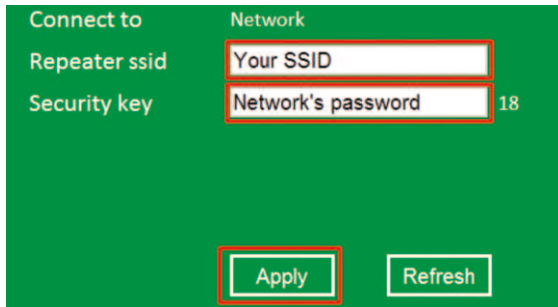 Connect to Network
Repeater ssid Your SSID
Security key Network's password 18
Apply Refresh